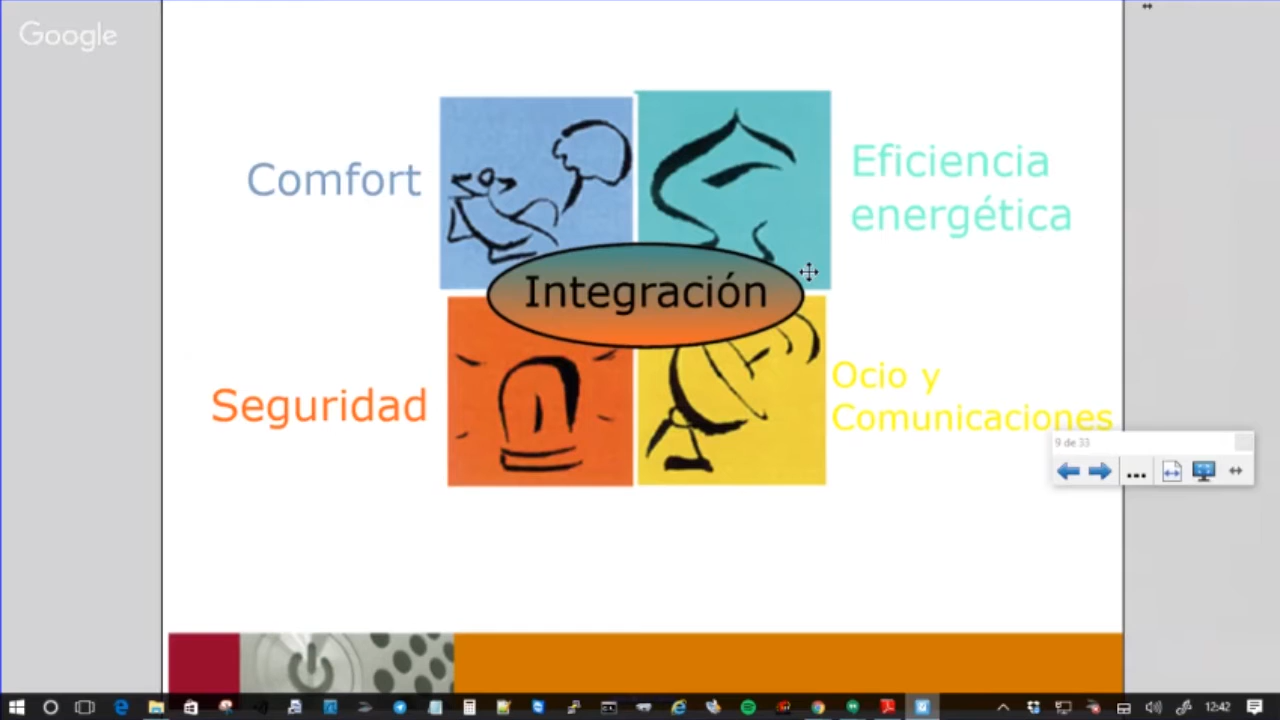 Google
Comfort
Eficiencia
energética
Integración
Seguridad
Ocio y
Comunicaciones
9 de 33
...
12:42